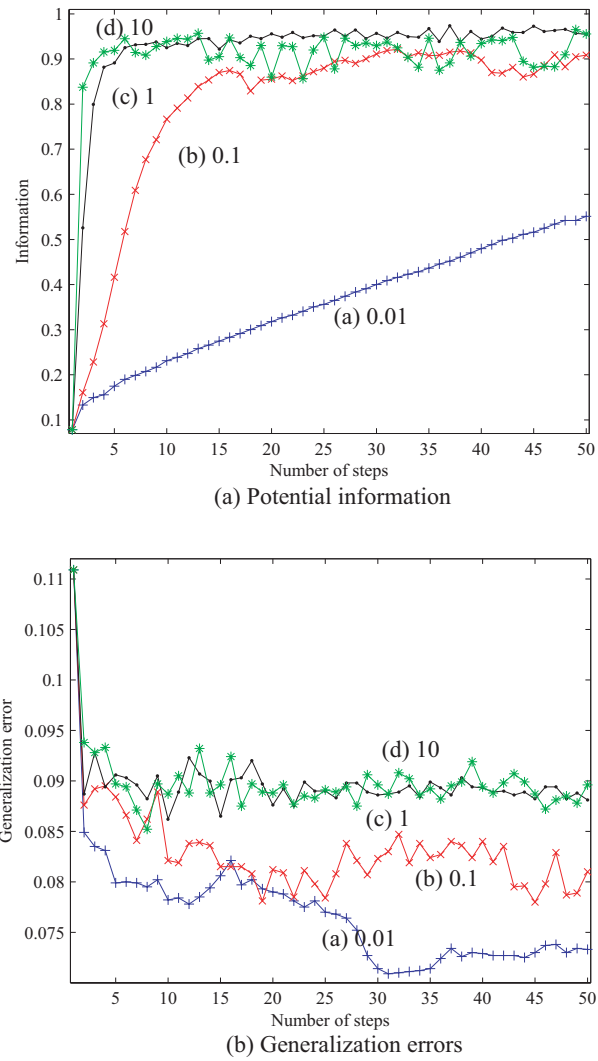 1
(d) 10
0.9
0.8
(c) 1
0.7
(b) 0.1
0.6
Information
0.5
0.4
(a) 0.01
0.3
0.2
0.1
5 10 15 20 25 30 35 40 45 50
Number of steps
(a) Potential information
0.11
0.105
0.1
0.095
(d) 10
Generalization error
0.09
(c) 1
0.085
(b) 0.1
0.08
(a) 0.01
0.075
5 10 15 20 25 30 35 40 45 50
Number of steps
(b) Generalization errors